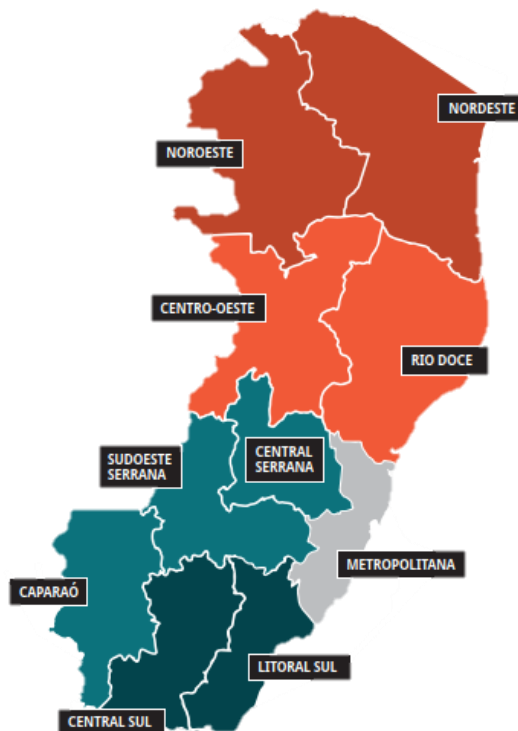 NORDESTE
NOROESTE
CENTRO-OESTE
RIO DOCE
CENTRAL
SERRANA
SUDOESTE
SERRANA
METROPOLITANA
CAPARAÓ
LITORAL SUL
CENTRAL SUL